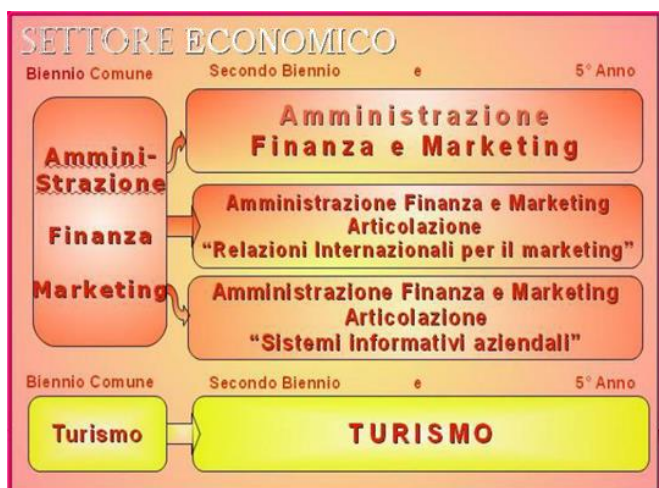 SETTORE ECONOMICO
Biennio Comune Secondo Biennio e 5° Anno
Ammini-
Strazione
Finanza
Marketing
Amministrazione
Finanza e Marketing
Amministrazione Finanza e Marketing
Articolazione
“Relazioni Internazionali per il marketing”
Amministrazione Finanza e Marketing
Articolazione
“Sistemi Informativi aziendali”
Biennio Comune Secondo Biennio e 5° Anno
Turismo
TURISMO